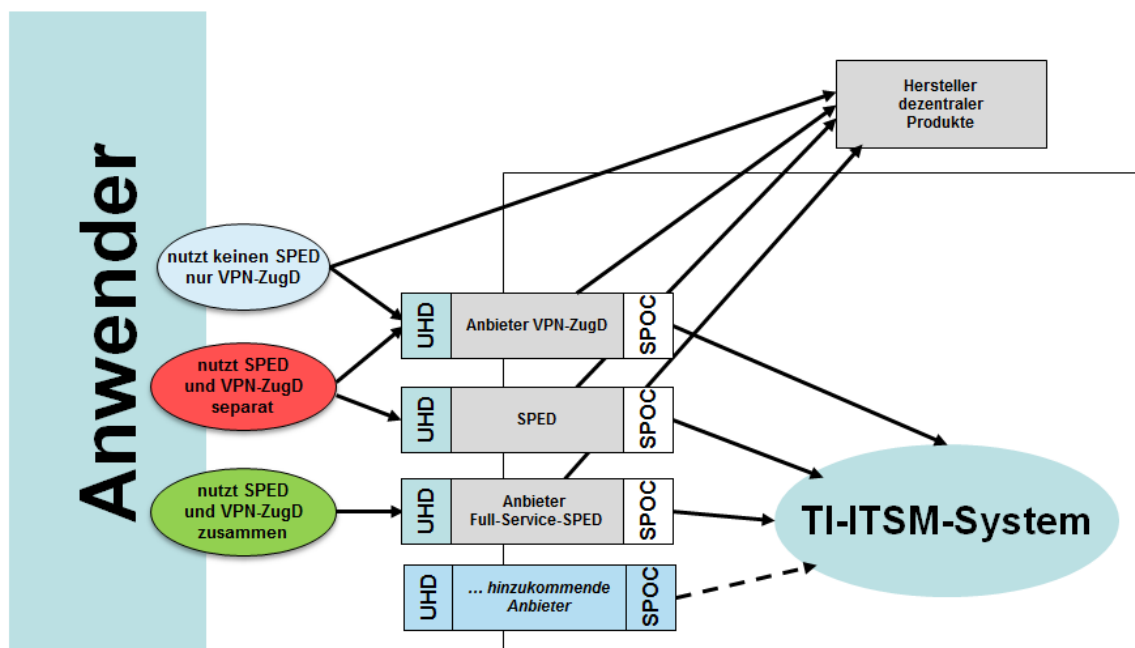 Anwender
Hersteller
dezentraler
Produkte
nutzt keinen SPED
nur VPN-ZugD
UHD
Anbieter VPN-ZugD
SPOC
nutzt SPED
und VPN-ZugD
separat
UHD
SPED
SPOC
nutzt SPED
und VPN-ZugD
zusammen
UHD
Anbieter
Full-Service-SPED
SPOC
TI-ITSM-System
UHD
... hinzukommende
Anbieter
SPOC